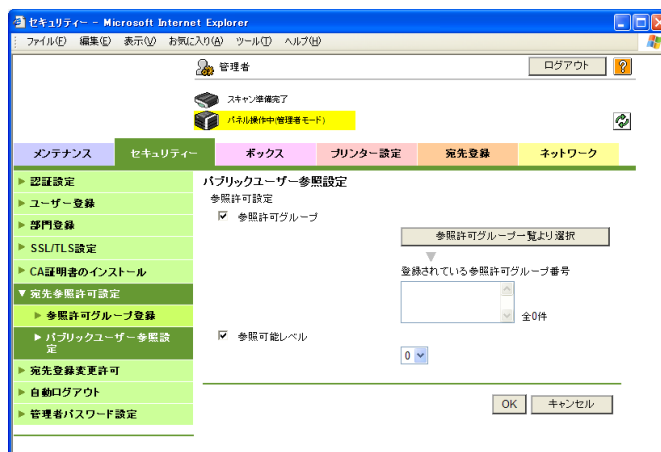 セキュリティー - Microsoft Internet Explorer
ファイル(F) 編集(E) 表示(V) お気に入り(A) ツール(T) ヘルプ(H)
管理者 ログアウト ?
スキャン準備完了
パネル操作中(管理者モード)
メンテナンス セキュリティー ボックス プリンター設定 宛先登録 ネットワーク
認証設定
ユーザー登録
部門登録
SSL/TLS設定
CA証明書のインストール
宛先参照許可設定
参照許可グループ登録
パブリックユーザー参照設
定
宛先登録変更許可
自動ログアウト
管理者パスワード設定
パブリックユーザー参照設定
参照許可設定
参照許可グループ
参照許可グループ一覧より選択
登録されている参照許可グループ番号
全0件
参照可能レベル
0
OK キャンセル